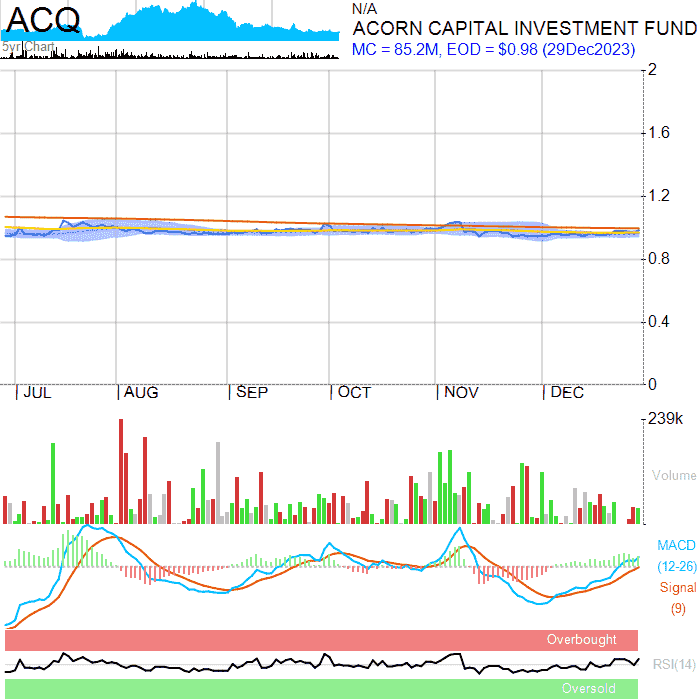 ACQ
N/A
ACORN CAPITAL INVESTMENT FUND
MC = 85.2M, EOD = $0.98 (29Dec2023)
5yr Chart
2
1.6
1.2
0.8
0.4
0
JUL AUG SEP OCT NOV DEC
239k
Volume
MACD
(12-26)
Signal
(9)
Overbought
RSI(14)
Oversold